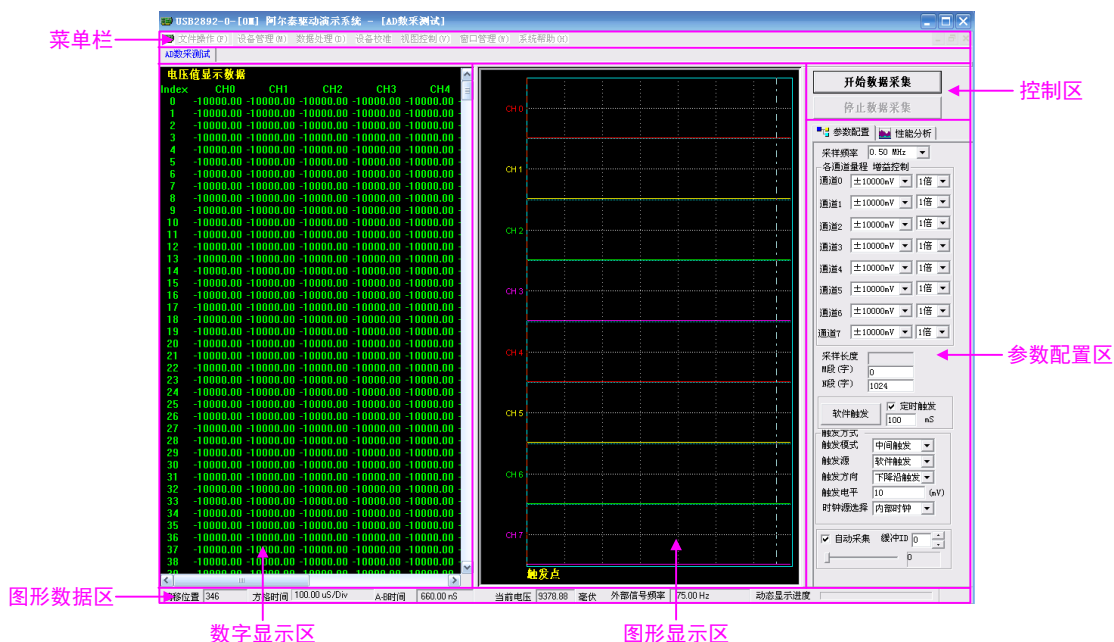 USB2892-0-[OM] 阿尔泰驱动演示系统 - [AD数采测试]
菜单栏
文件操作(F) 设备管理(M) 数据处理(D) 设备校准 视图控制(V) 窗口管理(W) 系统帮助(H)
AD数采测试
电压值显示数据
Index CH0 CH1 CH2 CH3 CH4
0 -10000.00 -10000.00 -10000.00 -10000.00 -10000.00
1 -10000.00 -10000.00 -10000.00 -10000.00 -10000.00
2 -10000.00 -10000.00 -10000.00 -10000.00 -10000.00
3 -10000.00 -10000.00 -10000.00 -10000.00 -10000.00
4 -10000.00 -10000.00 -10000.00 -10000.00 -10000.00
5 -10000.00 -10000.00 -10000.00 -10000.00 -10000.00
6 -10000.00 -10000.00 -10000.00 -10000.00 -10000.00
7 -10000.00 -10000.00 -10000.00 -10000.00 -10000.00
8 -10000.00 -10000.00 -10000.00 -10000.00 -10000.00
9 -10000.00 -10000.00 -10000.00 -10000.00 -10000.00
10 -10000.00 -10000.00 -10000.00 -10000.00 -10000.00
11 -10000.00 -10000.00 -10000.00 -10000.00 -10000.00
12 -10000.00 -10000.00 -10000.00 -10000.00 -10000.00
13 -10000.00 -10000.00 -10000.00 -10000.00 -10000.00
14 -10000.00 -10000.00 -10000.00 -10000.00 -10000.00
15 -10000.00 -10000.00 -10000.00 -10000.00 -10000.00
16 -10000.00 -10000.00 -10000.00 -10000.00 -10000.00
17 -10000.00 -10000.00 -10000.00 -10000.00 -10000.00
18 -10000.00 -10000.00 -10000.00 -10000.00 -10000.00
19 -10000.00 -10000.00 -10000.00 -10000.00 -10000.00
20 -10000.00 -10000.00 -10000.00 -10000.00 -10000.00
21 -10000.00 -10000.00 -10000.00 -10000.00 -10000.00
22 -10000.00 -10000.00 -10000.00 -10000.00 -10000.00
23 -10000.00 -10000.00 -10000.00 -10000.00 -10000.00
24 -10000.00 -10000.00 -10000.00 -10000.00 -10000.00
25 -10000.00 -10000.00 -10000.00 -10000.00 -10000.00
26 -10000.00 -10000.00 -10000.00 -10000.00 -10000.00
27 -10000.00 -10000.00 -10000.00 -10000.00 -10000.00
28 -10000.00 -10000.00 -10000.00 -10000.00 -10000.00
29 -10000.00 -10000.00 -10000.00 -10000.00 -10000.00
30 -10000.00 -10000.00 -10000.00 -10000.00 -10000.00
31 -10000.00 -10000.00 -10000.00 -10000.00 -10000.00
32 -10000.00 -10000.00 -10000.00 -10000.00 -10000.00
33 -10000.00 -10000.00 -10000.00 -10000.00 -10000.00
34 -10000.00 -10000.00 -10000.00 -10000.00 -10000.00
35 -10000.00 -10000.00 -10000.00 -10000.00 -10000.00
36 -10000.00 -10000.00 -10000.00 -10000.00 -10000.00
37 -10000.00 -10000.00 -10000.00 -10000.00 -10000.00
38 -10000.00 -10000.00 -10000.00 -10000.00 -10000.00
39 -10000.00 -10000.00 -10000.00 -10000.00 -10000.00
CH 0
CH 1
CH 2
CH 3
CH 4
CH 5
CH 6
CH 7
触发点
开始数据采集
停止数据采集
控制区
参数配置 性能分析
采样频率 0.50 MHz
各通道量程 增益控制
通道0 ±10000mV 1倍
通道1 ±10000mV 1倍
通道2 ±10000mV 1倍
通道3 ±10000mV 1倍
通道4 ±10000mV 1倍
通道5 ±10000mV 1倍
通道6 ±10000mV 1倍
通道7 ±10000mV 1倍
参数配置区
采样长度
M段(字) 0
N段(字) 1024
软件触发 定时触发
100 mS
触发方式
触发模式 中间触发
触发源 软件触发
触发方向 下降沿触发
触发电平 10 (mV)
时钟源选择 内部时钟
自动采集 缓冲ID 0
0
图形数据区
移位置 346 方格时间 100.00 uS/Div A-B时间 660.00 nS 当前电压 9378.88 毫伏 外部信号频率 75.00 Hz 动态显示进度
数字显示区
图形显示区